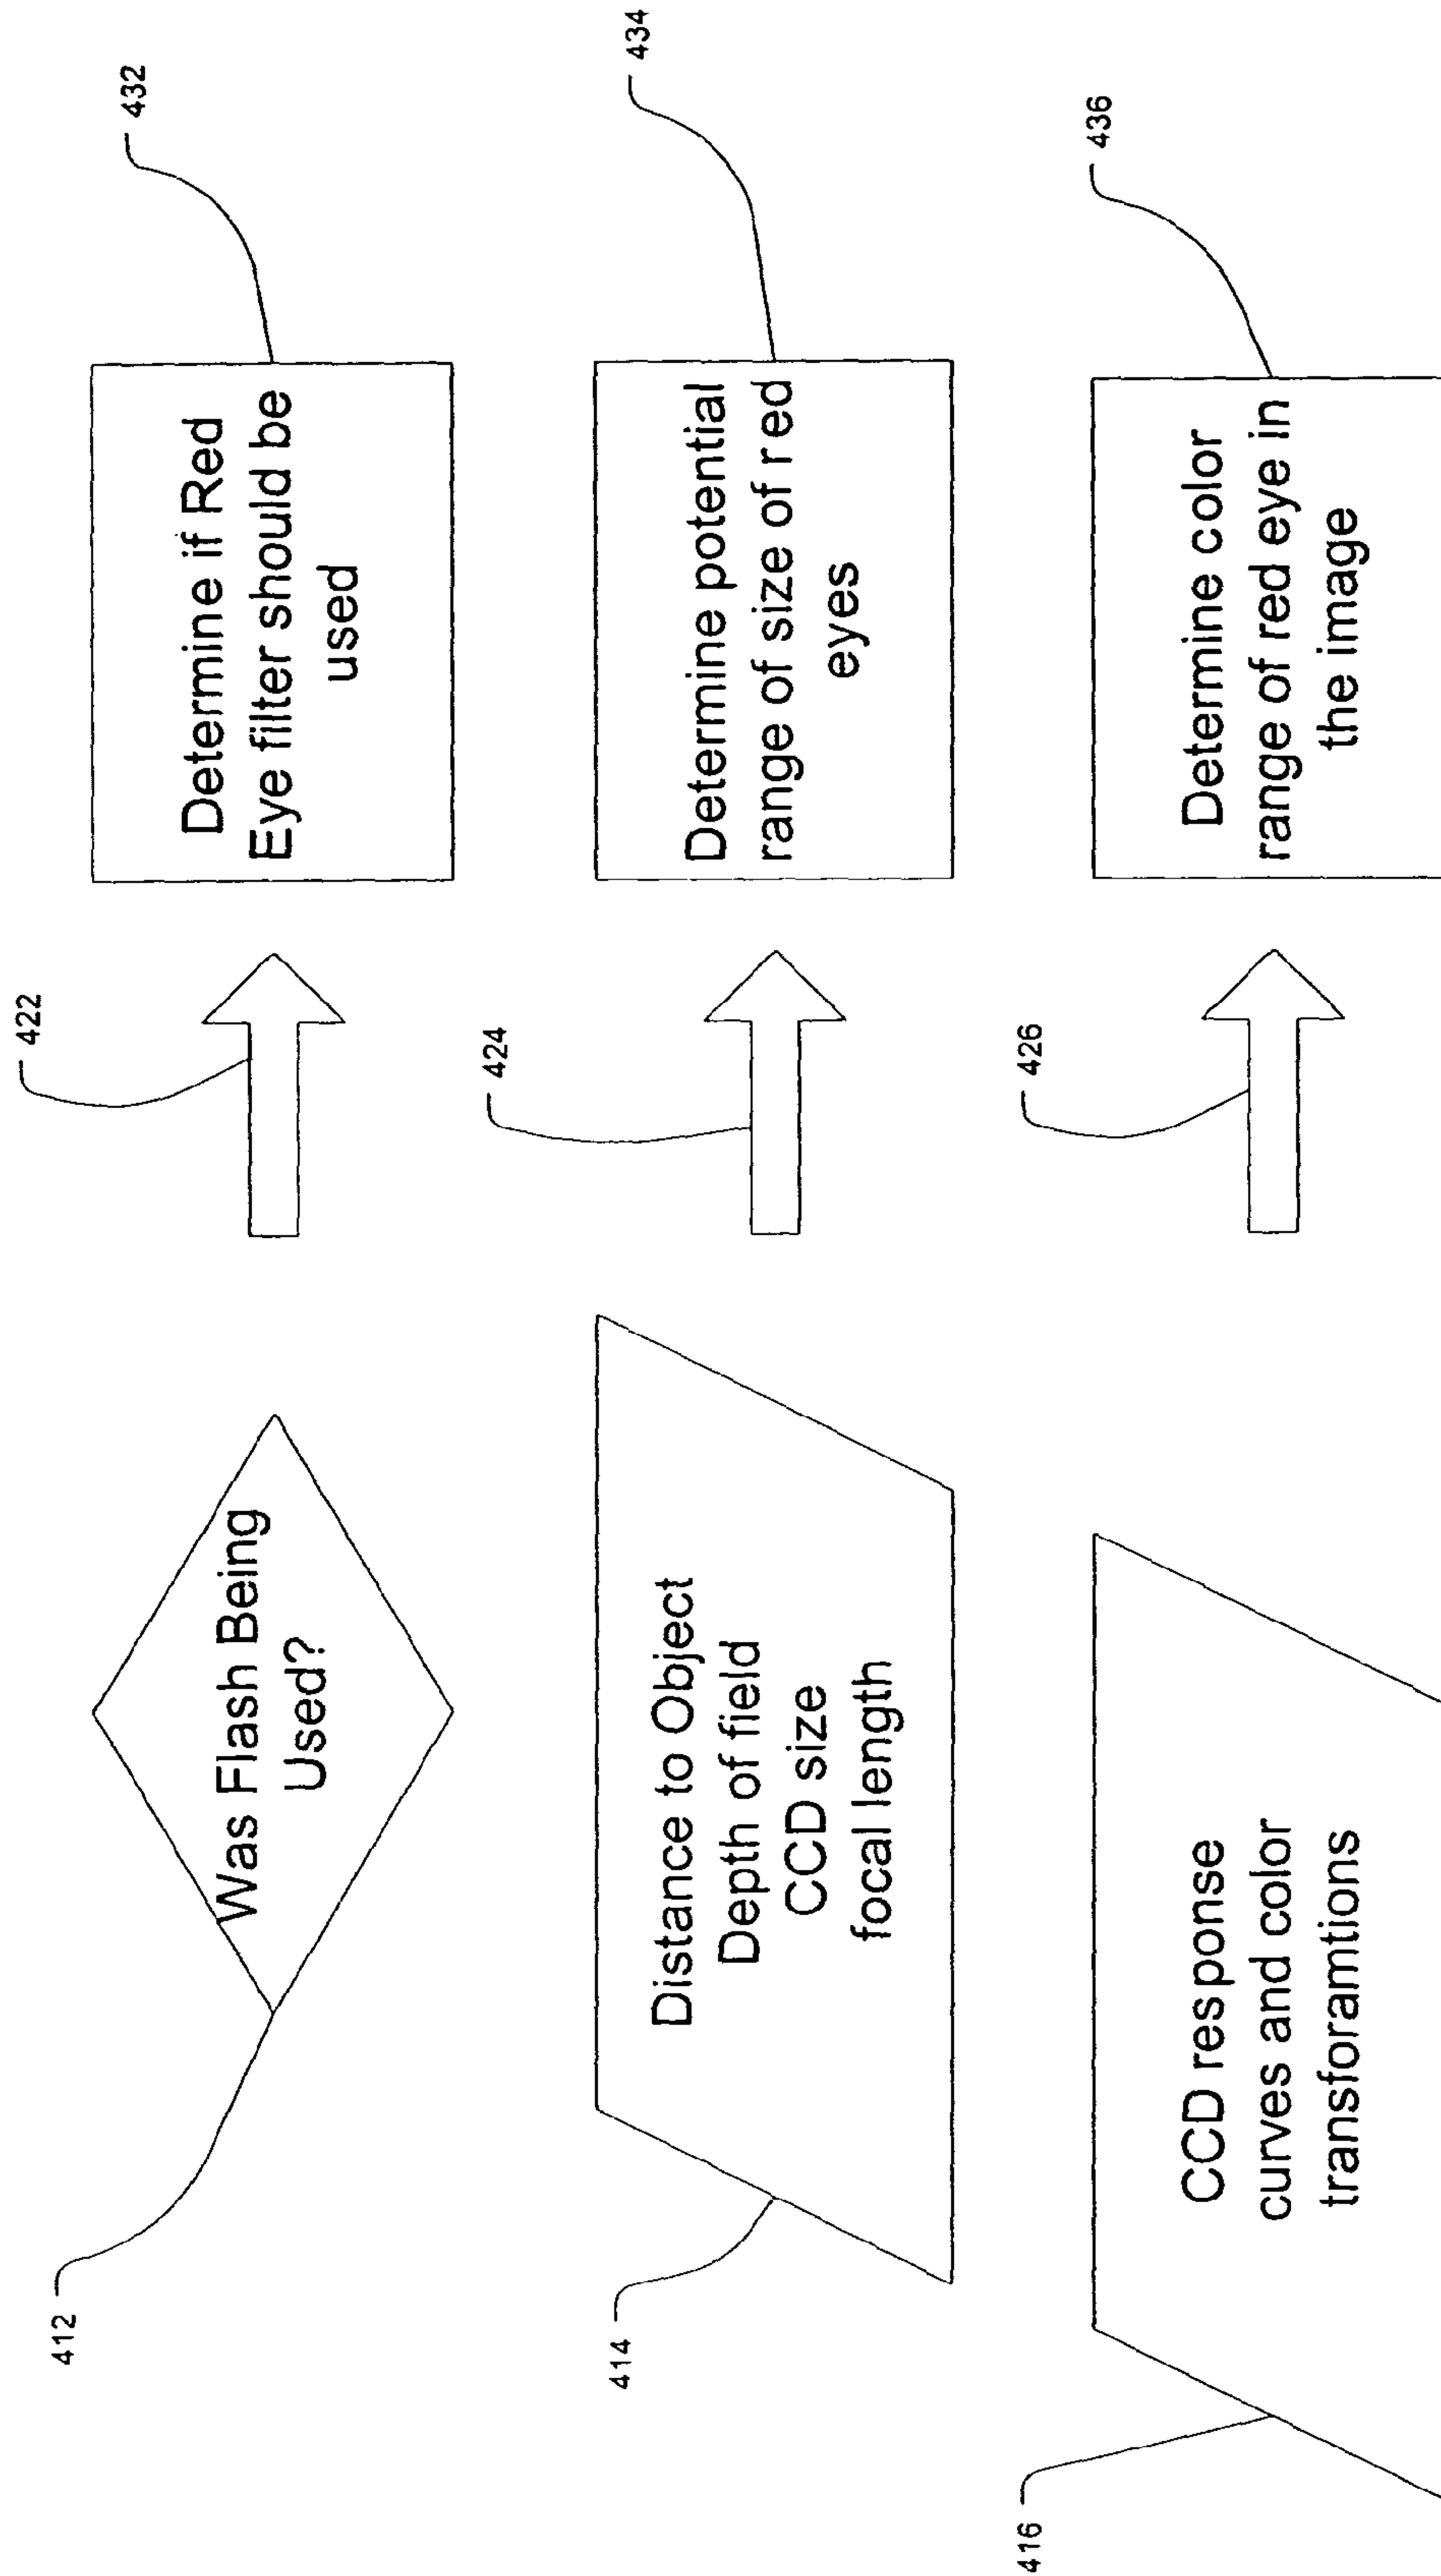 412
Was Flash Being
Used?
422
Determine if Red
Eye filter should be
used
432
414
Distance to Object
Depth of field
CCD size
focal length
424
Determine potential
range of size of red
eyes
434
416
CCD response
curves and color
transforamtions
426
Determine color
range of red eye in
the image
436